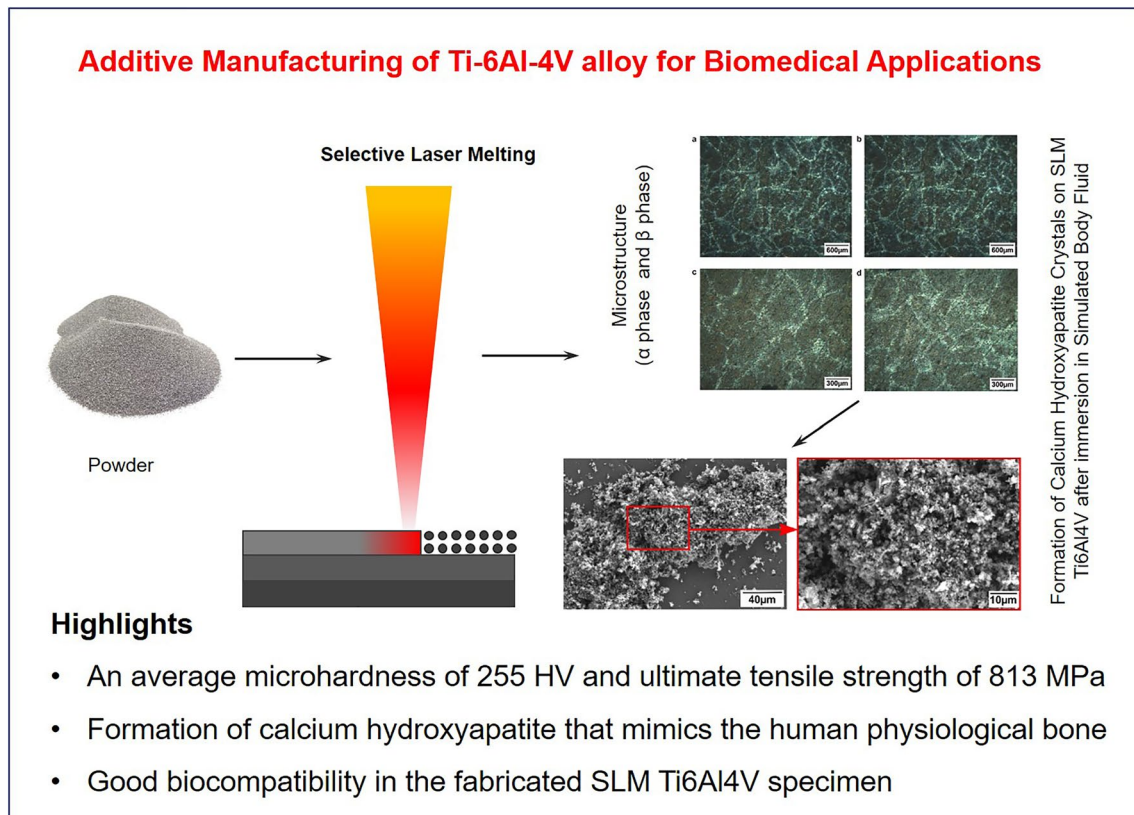 Additive Manufacturing of Ti-6Al-4V alloy for Biomedical Applications
Selective Laser Melting
Powder
Microstructure
(α phase and β phase)
a
b
600µm
600µm
c
d
300µm
300µm
Formation of Calcium Hydroxyapatite Crystals on SLM
Ti6Al4V after immersion in Simulated Body Fluid
40µm
10µm
Highlights
• An average microhardness of 255 HV and ultimate tensile strength of 813 MPa
• Formation of calcium hydroxyapatite that mimics the human physiological bone
• Good biocompatibility in the fabricated SLM Ti6Al4V specimen